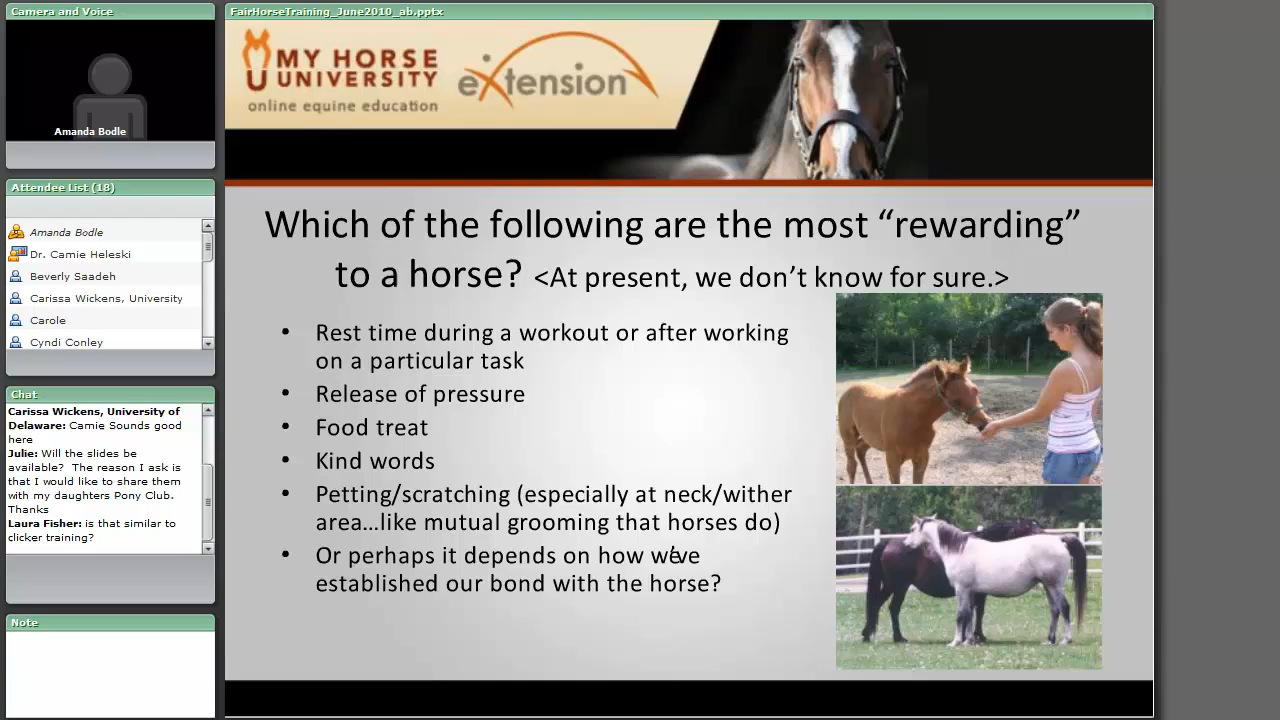 Camera and Voice
Amanda Bodle
Attendee List (18)
Amanda Bodle
Dr. Camie Heleski
Beverly Saadeh
Carissa Wickens, University
Carole
Cyndi Conley
Chat
Carissa Wickens, University of
Delaware: Camie Sounds good
here
Julie: Will the slides be
available? The reason I ask is
that I would like to share them
with my daughters Pony Club.
Thanks
Laura Fisher: is that similar to
clicker training?
Note
FairHorseTraining_June2010_ab.pptx
MY HORSE
UNIVERSITY
online equine education
eXtension
Which of the following are the most “rewarding”
to a horse? <At present, we don’t know for sure.>
• Rest time during a workout or after working
on a particular task
• Release of pressure
• Food treat
• Kind words
• Petting/scratching (especially at neck/wither
area…like mutual grooming that horses do)
• Or perhaps it depends on how we’ve
established our bond with the horse?